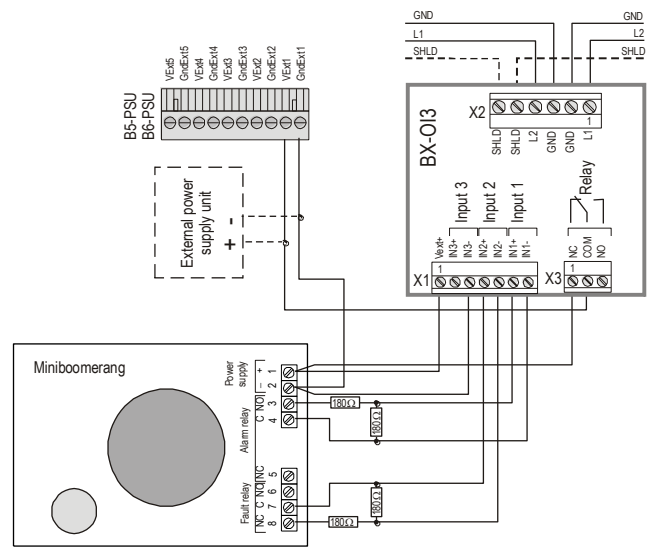 GND
L1
SHLD
GND
L2
SHLD
VExt5
GndExt5
VExt4
GndExt4
VExt3
GndExt3
VExt2
GndExt2
VExt1
GndExt1
B5-PSU
B6-PSU
External power
supply unit
+ -
BX-OI3
X2
1
SHLD
SHLD
L2
GND
GND
L1
Input 3
Input 2
Input 1
Relay
Vext+
IN3+
IN3-
IN2+
IN2-
IN1+
IN1-
NC
COM
NO
X1
1
X3
1
Miniboomerang
Power
supply
- +
1
2
3
4
Alarm relay
C NO
5
6
7
8
Fault relay
NC C NO NC
180Ω
180Ω
180Ω
180Ω